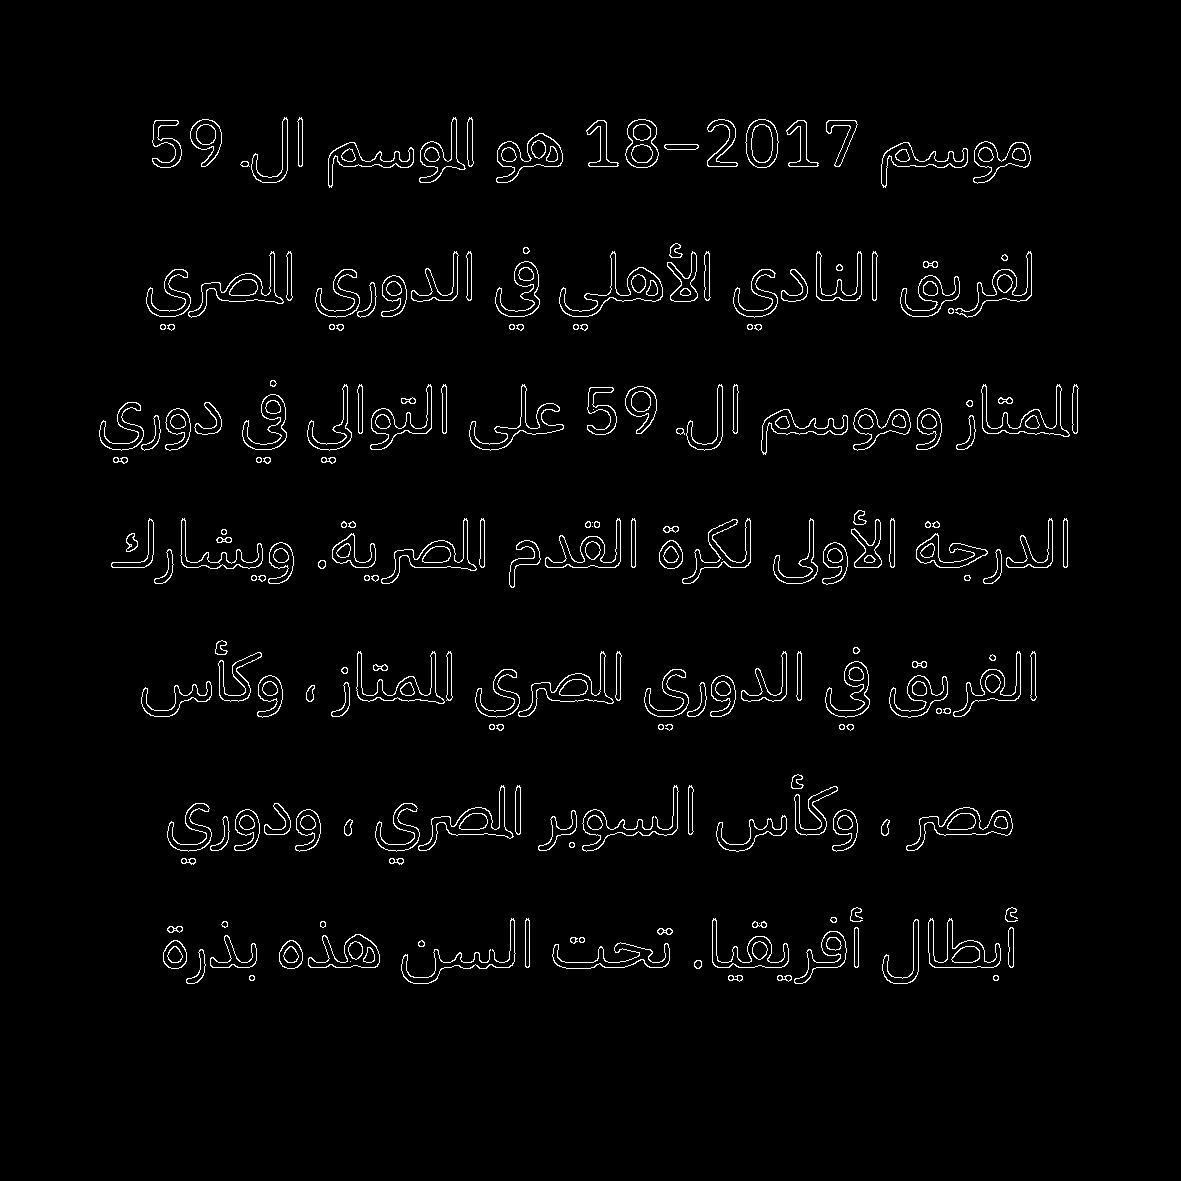 موسم 2017–18 هو الموسم ال. 59
لفريق النادي الأهلي في الدوري المصري
الممتاز وموسم ال. 59 على التوالي في دوري
الدرجة الأولى لكرة القدم المصرية. ويشارك
الفريق في الدوري المصري الممتاز ، وكأس
مصر ، وكأس السوبر المصري ، ودوري
أبطال أفريقيا. تحت السن هذه بذرة